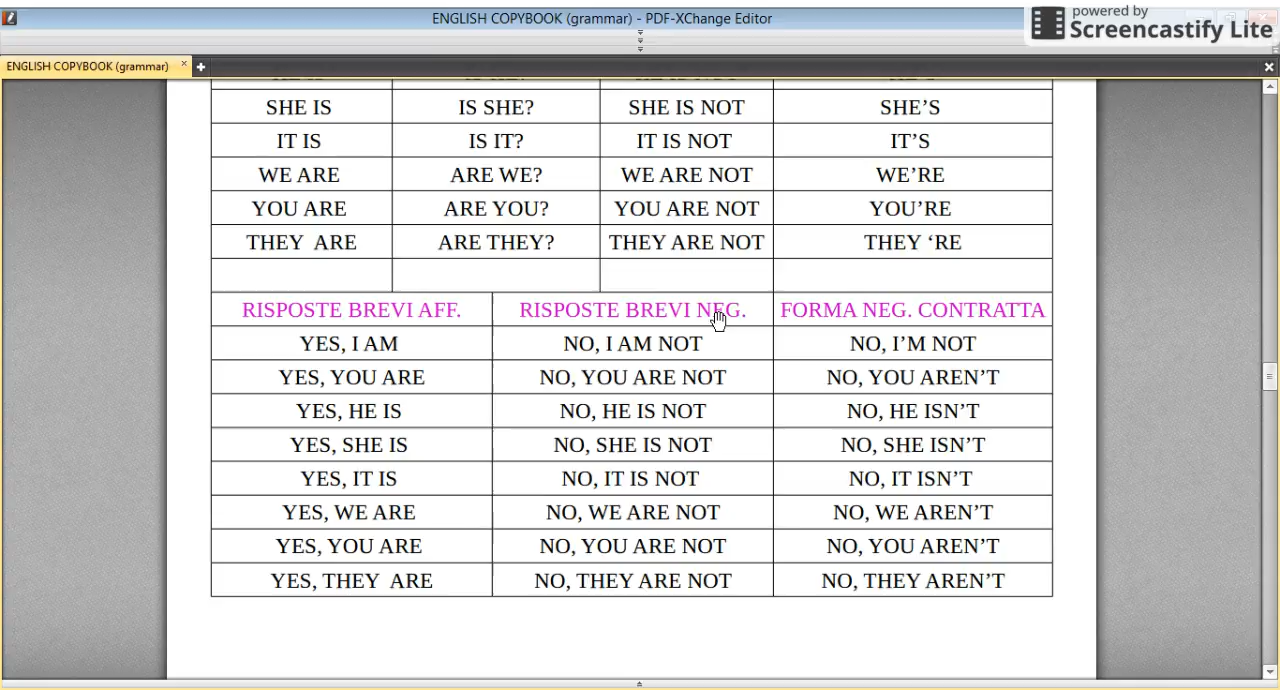 ENGLISH COPYBOOK (grammar) - PDF-XChange Editor
powered by
Screencastify Lite
ENGLISH COPYBOOK (grammar)
SHE IS IS SHE? SHE IS NOT SHE’S
IT IS IS IT? IT IS NOT IT’S
WE ARE ARE WE? WE ARE NOT WE’RE
YOU ARE ARE YOU? YOU ARE NOT YOU’RE
THEY ARE ARE THEY? THEY ARE NOT THEY ‘RE
RISPOSTE BREVI AFF. RISPOSTE BREVI NEG. FORMA NEG. CONTRATTA
YES, I AM NO, I AM NOT NO, I’M NOT
YES, YOU ARE NO, YOU ARE NOT NO, YOU AREN’T
YES, HE IS NO, HE IS NOT NO, HE ISN’T
YES, SHE IS NO, SHE IS NOT NO, SHE ISN’T
YES, IT IS NO, IT IS NOT NO, IT ISN’T
YES, WE ARE NO, WE ARE NOT NO, WE AREN’T
YES, YOU ARE NO, YOU ARE NOT NO, YOU AREN’T
YES, THEY ARE NO, THEY ARE NOT NO, THEY AREN’T